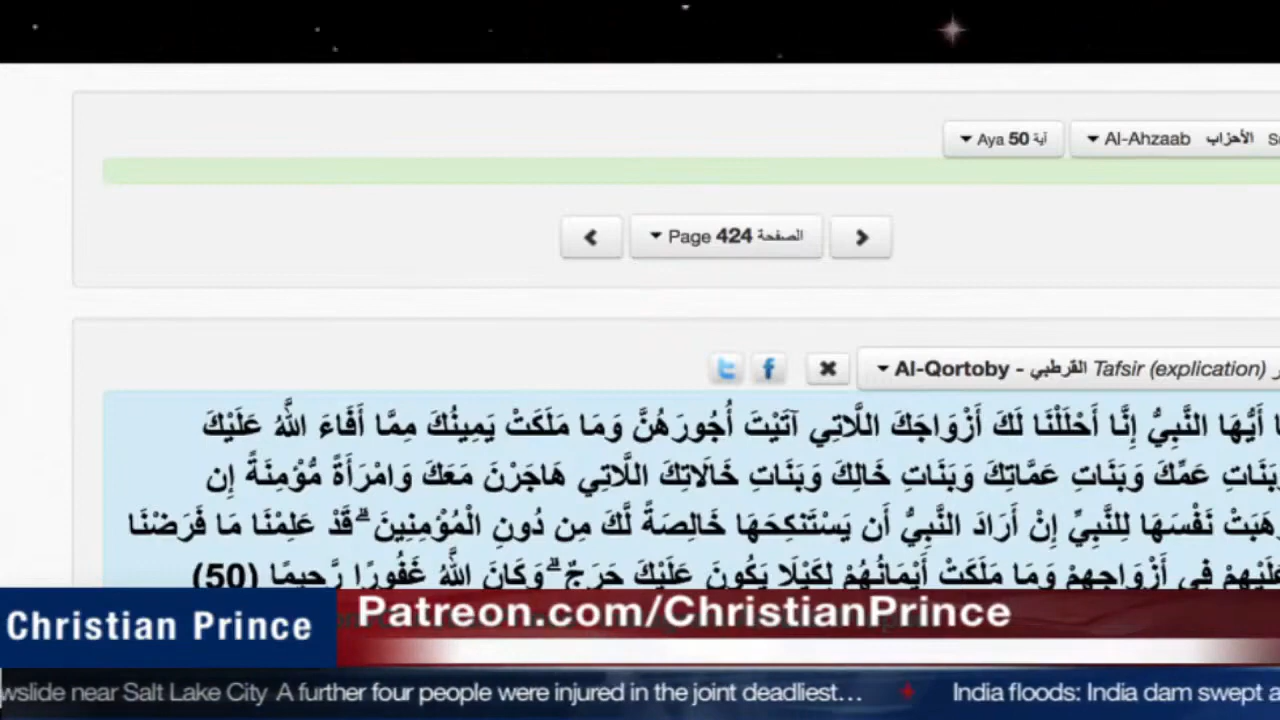 آية Aya 50
الأحزاب Al-Ahzaab
الصفحة Page 424
Al-Qortoby - القرطبي Tafsir (explication)
أَيُّهَا النَّبِيُّ إِنَّا أَحْلَلْنَا لَكَ أَزْوَاجَكَ اللَّاتِي آتَيْتَ أُجُورَهُنَّ وَمَا مَلَكَتْ يَمِينُكَ مِمَّا أَفَاءَ اللَّهُ عَلَيْكَ
عَمِّكَ وَبَنَاتِ عَمَّاتِكَ وَبَنَاتِ خَالِكَ وَبَنَاتِ خَالَاتِكَ اللَّاتِي هَاجَرْنَ مَعَكَ وَامْرَأَةً مُّؤْمِنَةً إِن
نَفْسَهَا لِلنَّبِيِّ إِنْ أَرَادَ النَّبِيُّ أَن يَسْتَنكِحَهَا خَالِصَةً لَّكَ مِن دُونِ الْمُؤْمِنِينَ ۗ قَدْ عَلِمْنَا مَا فَرَضْنَا
فِي أَزْوَاجِهِمْ وَمَا مَلَكَتْ أَيْمَانُهُمْ لِكَيْلَا يَكُونَ عَلَيْكَ حَرَجٌ ۗ وَكَانَ اللَّهُ غَفُورًا رَّحِيمًا (50)
Christian Prince
Patreon.com/ChristianPrince
near Salt Lake City A further four people were injured in the joint deadliest...
India floods: India dam swept